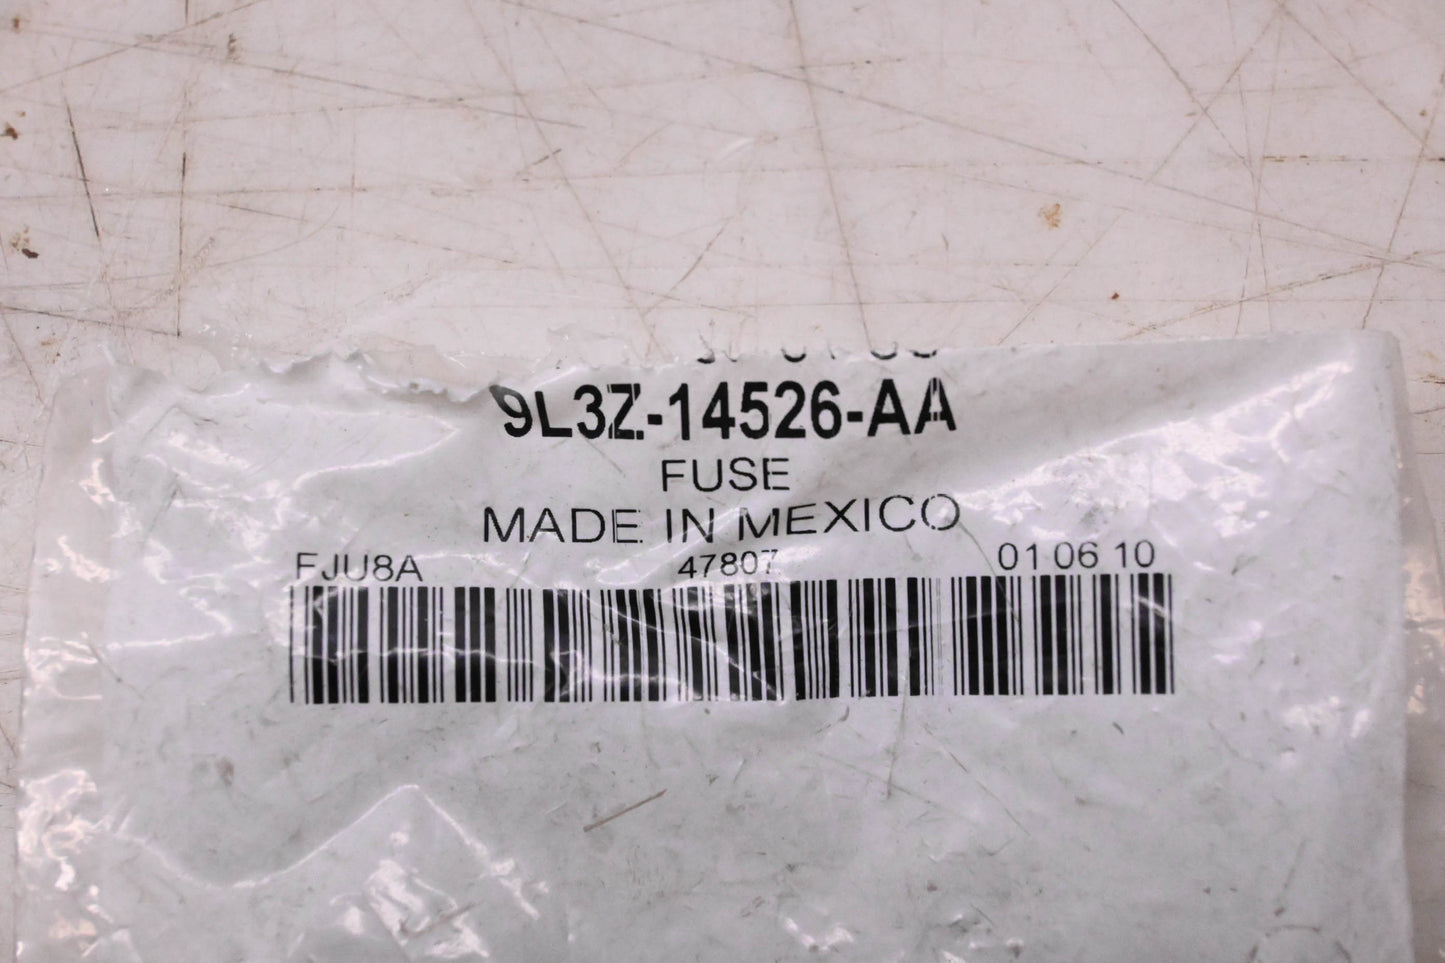 9L3Z-14526-AA
FUSE
MADE IN MEXICO
FJU8A 47807 01 06 10